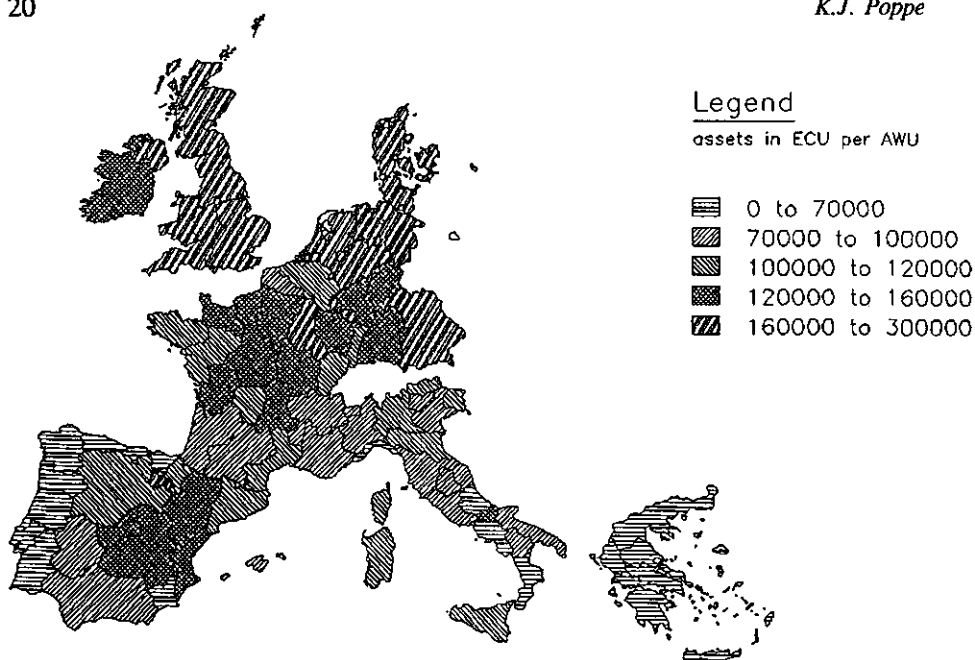 20
K.J. Poppe
Legend
assets in ECU per AWU
0 to 70000
70000 to 100000
100000 to 120000
120000 to 160000
160000 to 300000